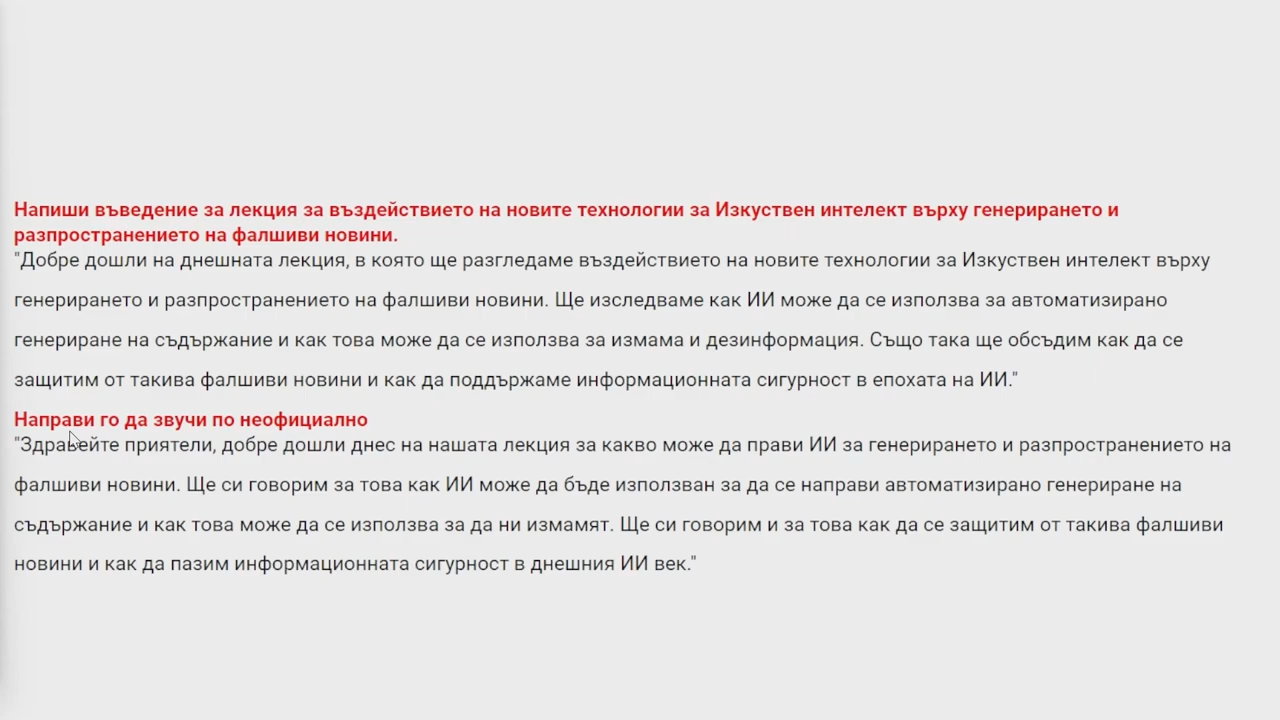 Напиши въведение за лекция за въздействието на новите технологии за Изкуствен интелект върху генерирането и
разпространението на фалшиви новини.
"Добре дошли на днешната лекция, в която ще разгледаме въздействието на новите технологии за Изкуствен интелект върху
генерирането и разпространението на фалшиви новини. Ще изследваме как ИИ може да се използва за автоматизирано
генериране на съдържание и как това може да се използва за измама и дезинформация. Също така ще обсъдим как да се
защитим от такива фалшиви новини и как да поддържаме информационната сигурност в епохата на ИИ."
Направи го да звучи по неофициално
"Здравейте приятели, добре дошли днес на нашата лекция за какво може да прави ИИ за генерирането и разпространението на
фалшиви новини. Ще си говорим за това как ИИ може да бъде използван за да се направи автоматизирано генериране на
съдържание и как това може да се използва за да ни измамят. Ще си говорим и за това как да се защитим от такива фалшиви
новини и как да пазим информационната сигурност в днешния ИИ век."